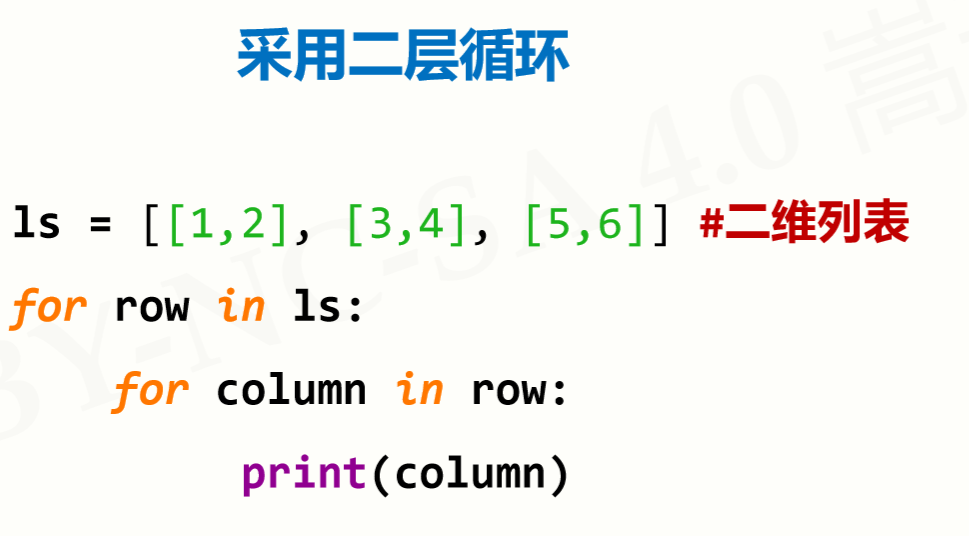 采用二层循环
ls = [[1,2], [3,4], [5,6]] #二维列表
for row in ls:
    for column in row:
        print(column)
BY-NC-SA 4.0 嵩